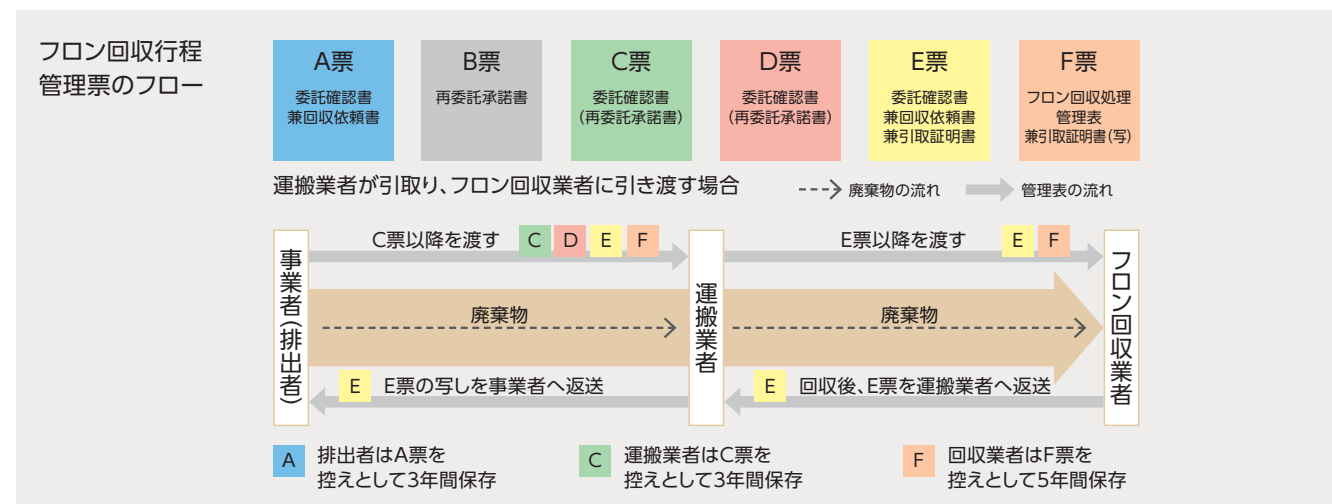 フロン回収行程
管理票のフロー
A票
委託確認書
兼回収依頼書
B票
再委託承諾書
C票
委託確認書
(再委託承諾書)
D票
委託確認書
(再委託承諾書)
E票
委託確認書
兼回収依頼書
兼引取証明書
F票
フロン回収処理
管理表
兼引取証明書(写)
運搬業者が引取り、フロン回収業者に引き渡す場合
廃棄物の流れ
管理表の流れ
事業者(排出者)
C票以降を渡す
C
D
E
F
運搬業者
E票以降を渡す
E
F
フロン回収業者
廃棄物
廃棄物
E
E票の写しを事業者へ返送
E
回収後、E票を運搬業者へ返送
A
排出者はA票を
控えとして3年間保存
C
運搬業者はC票を
控えとして3年間保存
F
回収業者はF票を
控えとして5年間保存